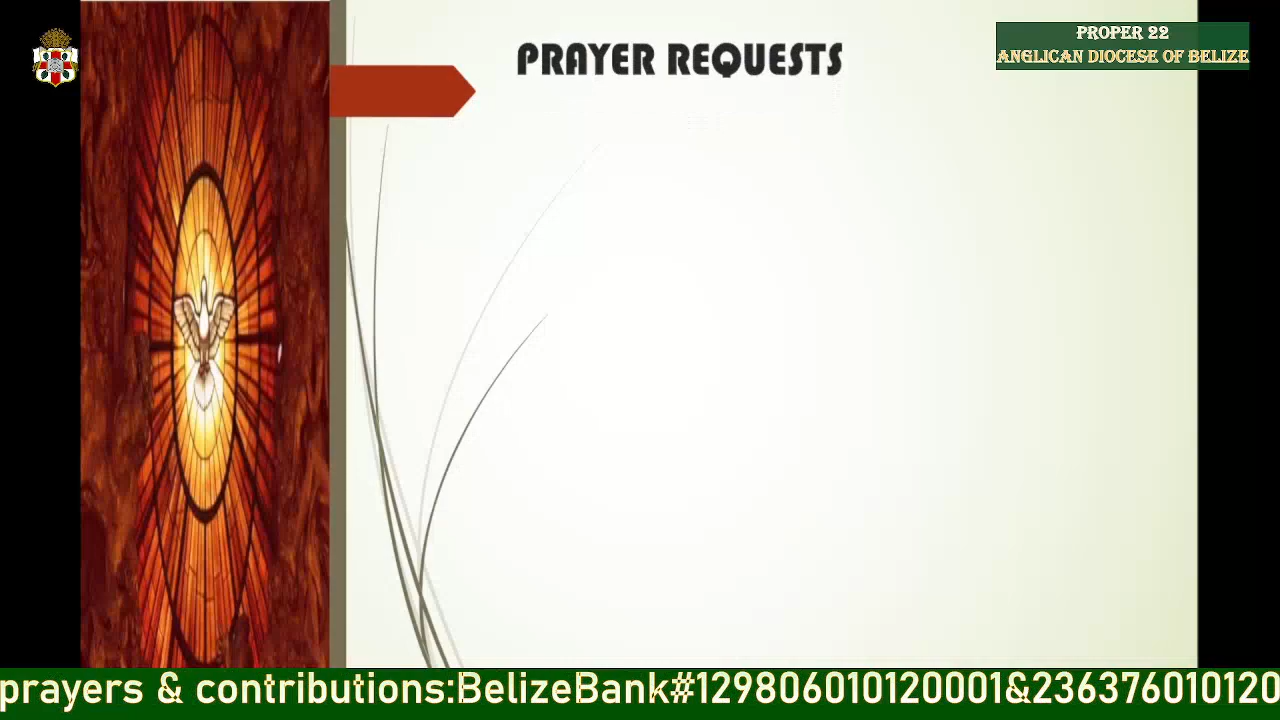 PRAYER REQUESTS
PROPER 22
ANGLICAN DIOCESE OF BELIZE
prayers & contributions:BelizeBank#129806010120001&236376010120